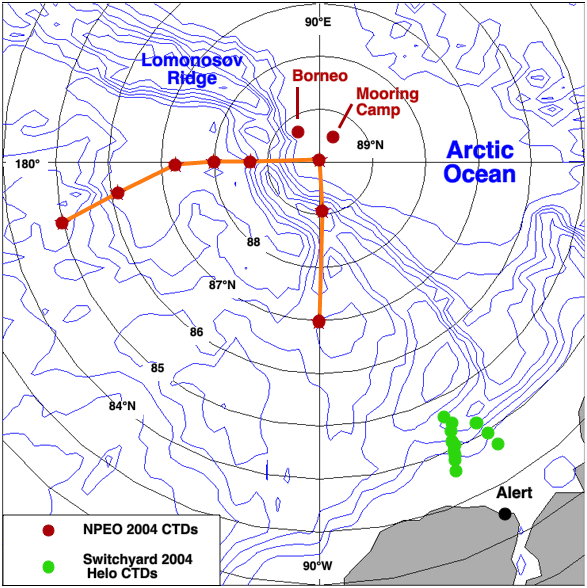 90°E
Lomonosov
Ridge
Borneo
Mooring
Camp
89°N
Arctic
Ocean
180°
88
87°N
86
85
84°N
Alert
NPEO 2004 CTDs
Switchyard 2004
Helo CTDs
90°W